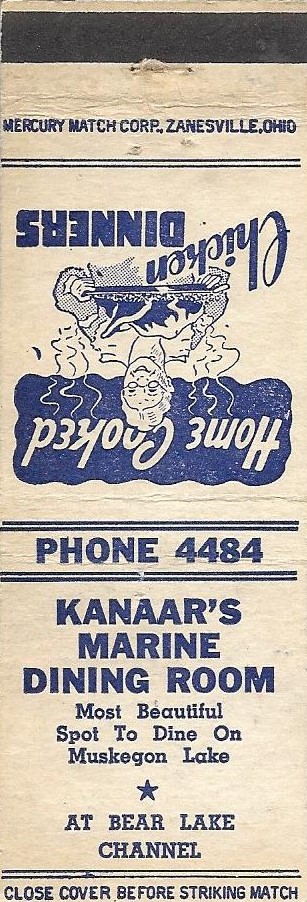 MERCURY MATCH CORP., ZANESVILLE, OHIO
Home Cooked
Chicken
DINNERS
PHONE 4484
KANAAR'S
MARINE
DINING ROOM
Most Beautiful
Spot To Dine On
Muskegon Lake
AT BEAR LAKE
CHANNEL
CLOSE COVER BEFORE STRIKING MATCH